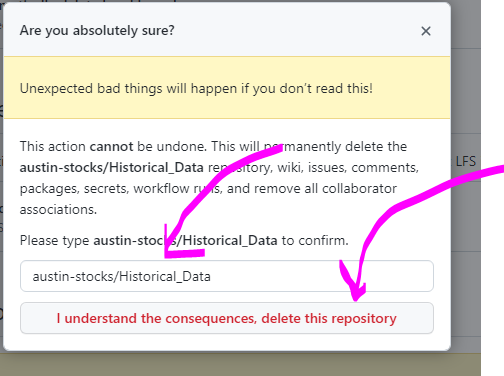 Are you absolutely sure?
Unexpected bad things will happen if you don't read this!
This action cannot be undone. This will permanently delete the
austin-stocks/Historical_Data repository, wiki, issues, comments,
packages, secrets, workflow runs, and remove all collaborator
associations.
LFS
Please type austin-stocks/Historical_Data to confirm.
austin-stocks/Historical_Data
I understand the consequences, delete this repository